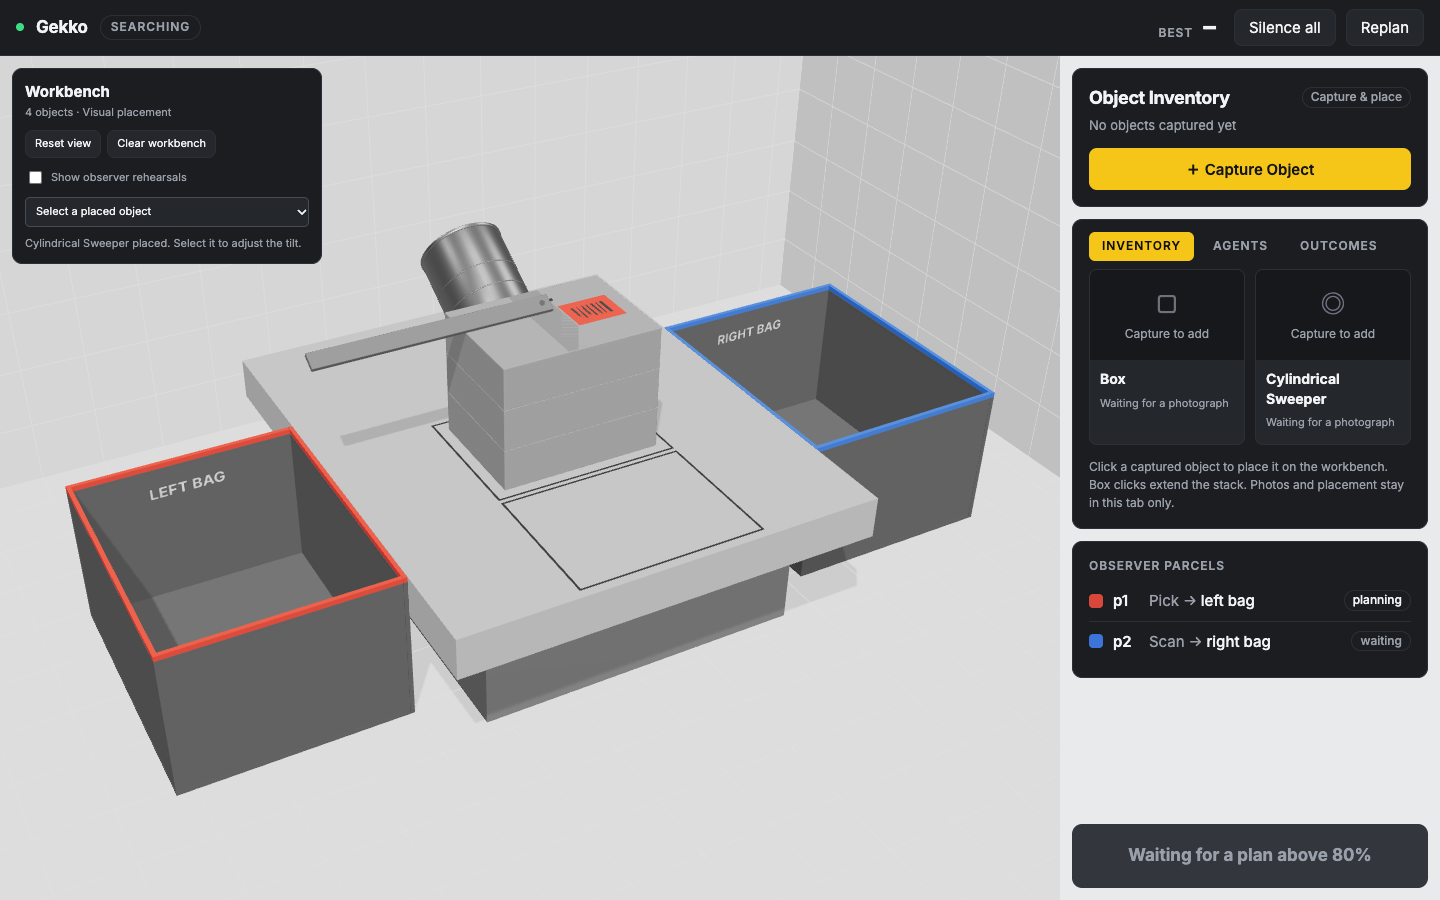 Gekko
SEARCHING
BEST –
Silence all
Replan
Workbench
4 objects · Visual placement
Reset view
Clear workbench
Show observer rehearsals
Select a placed object
Cylindrical Sweeper placed. Select it to adjust the tilt.
LEFT BAG
RIGHT BAG
Object Inventory
Capture & place
No objects captured yet
+ Capture Object
INVENTORY
AGENTS
OUTCOMES
Capture to add
Box
Waiting for a photograph
Capture to add
Cylindrical
Sweeper
Waiting for a photograph
Click a captured object to place it on the workbench.
Box clicks extend the stack. Photos and placement stay
in this tab only.
OBSERVER PARCELS
p1 Pick → left bag planning
p2 Scan → right bag waiting
Waiting for a plan above 80%